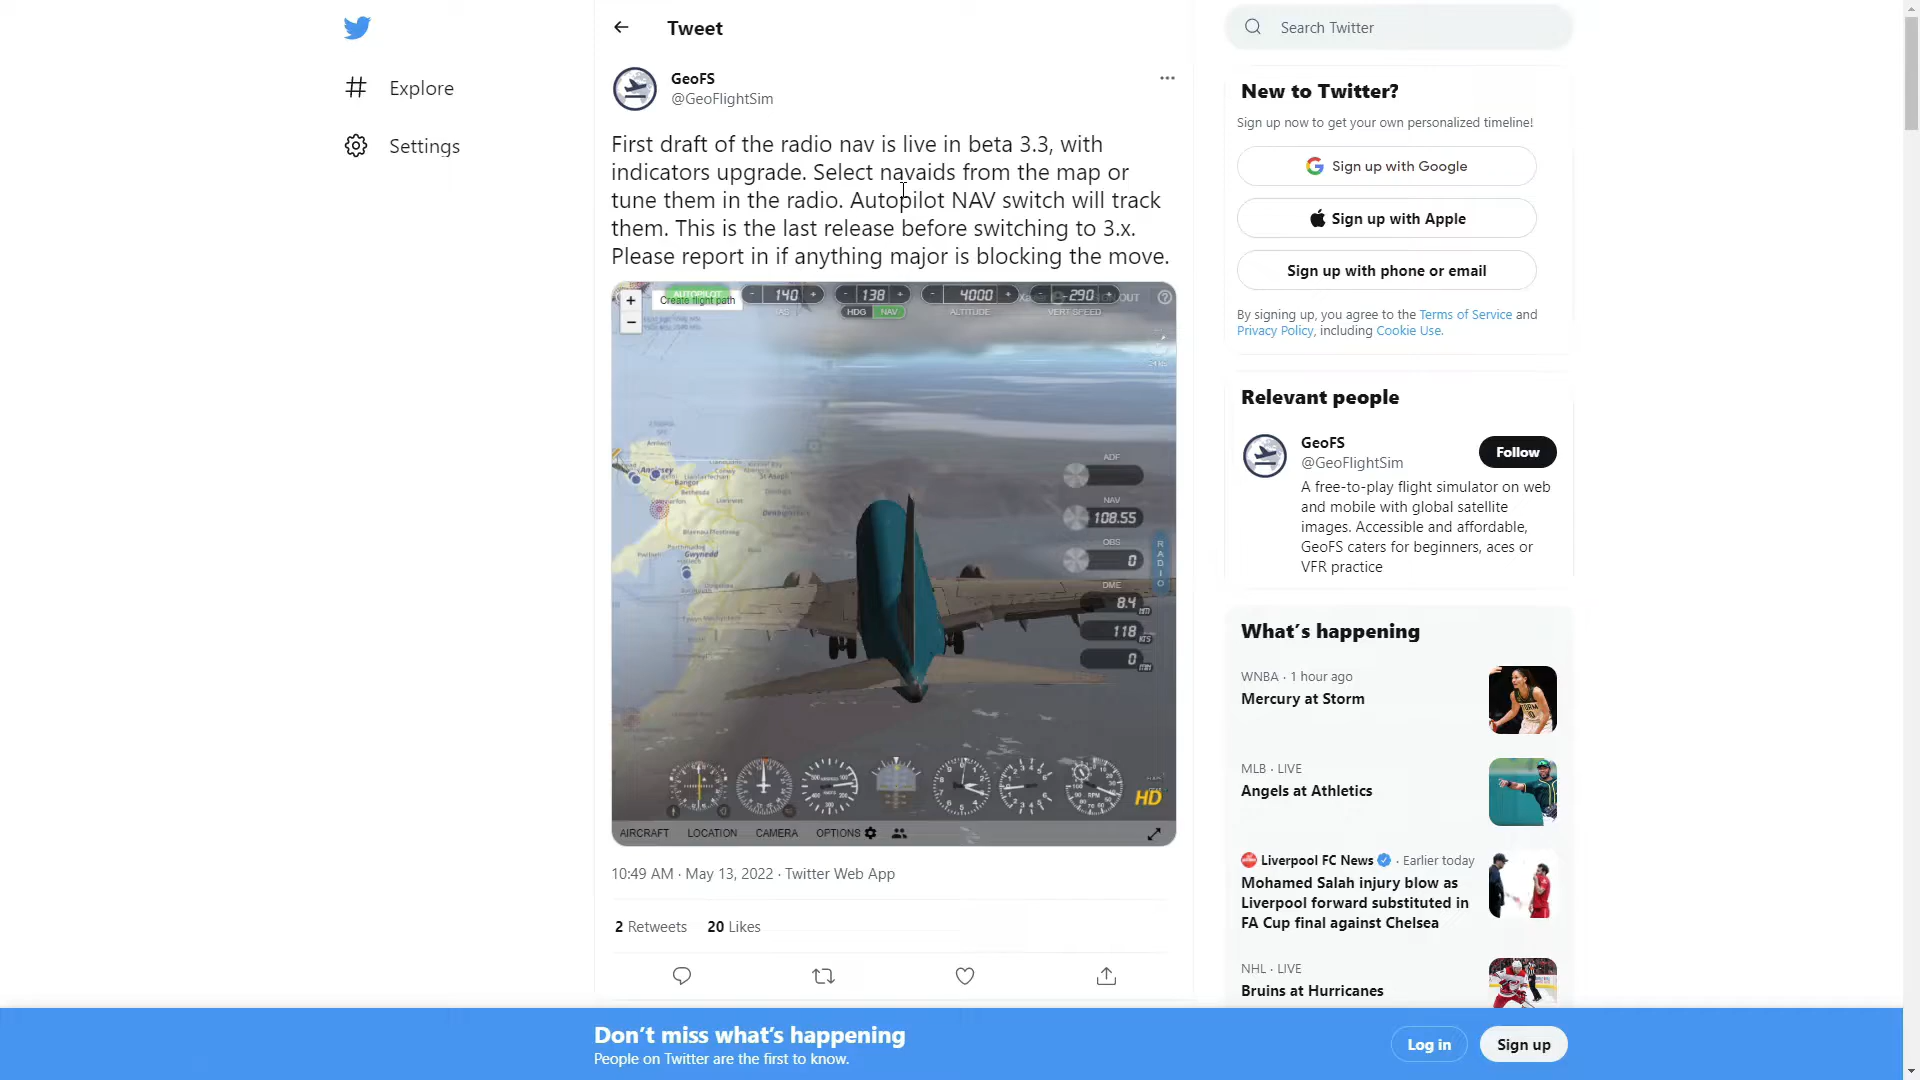 Tweet
Search Twitter
Explore
Settings
GeoFS
@GeoFlightSim
First draft of the radio nav is live in beta 3.3, with
indicators upgrade. Select navaids from the map or
tune them in the radio. Autopilot NAV switch will track
them. This is the last release before switching to 3.x.
Please report in if anything major is blocking the move.
AUTOPILOT
Create flight path
- 140 +
- 138 +
- 4000 +
- -290 +
OUT
HDG NAV
ALTITUDE
VERT SPEED
Bangor
Bethesda
Denbighshire
Gwynedd
ADF
NAV
108.55
OBS
0
RADIO
DME
8.4
118 KTS
0
HD
AIRCRAFT
LOCATION
CAMERA
OPTIONS
10:49 AM · May 13, 2022 · Twitter Web App
2 Retweets 20 Likes
New to Twitter?
Sign up now to get your own personalized timeline!
Sign up with Google
Sign up with Apple
Sign up with phone or email
By signing up, you agree to the Terms of Service and
Privacy Policy, including Cookie Use.
Relevant people
GeoFS
@GeoFlightSim
Follow
A free-to-play flight simulator on web
and mobile with global satellite
images. Accessible and affordable,
GeoFS caters for beginners, aces or
VFR practice
What's happening
WNBA · 1 hour ago
Mercury at Storm
MLB · LIVE
Angels at Athletics
Liverpool FC News · Earlier today
Mohamed Salah injury blow as
Liverpool forward substituted in
FA Cup final against Chelsea
NHL · LIVE
Bruins at Hurricanes
Don't miss what's happening
People on Twitter are the first to know.
Log in
Sign up